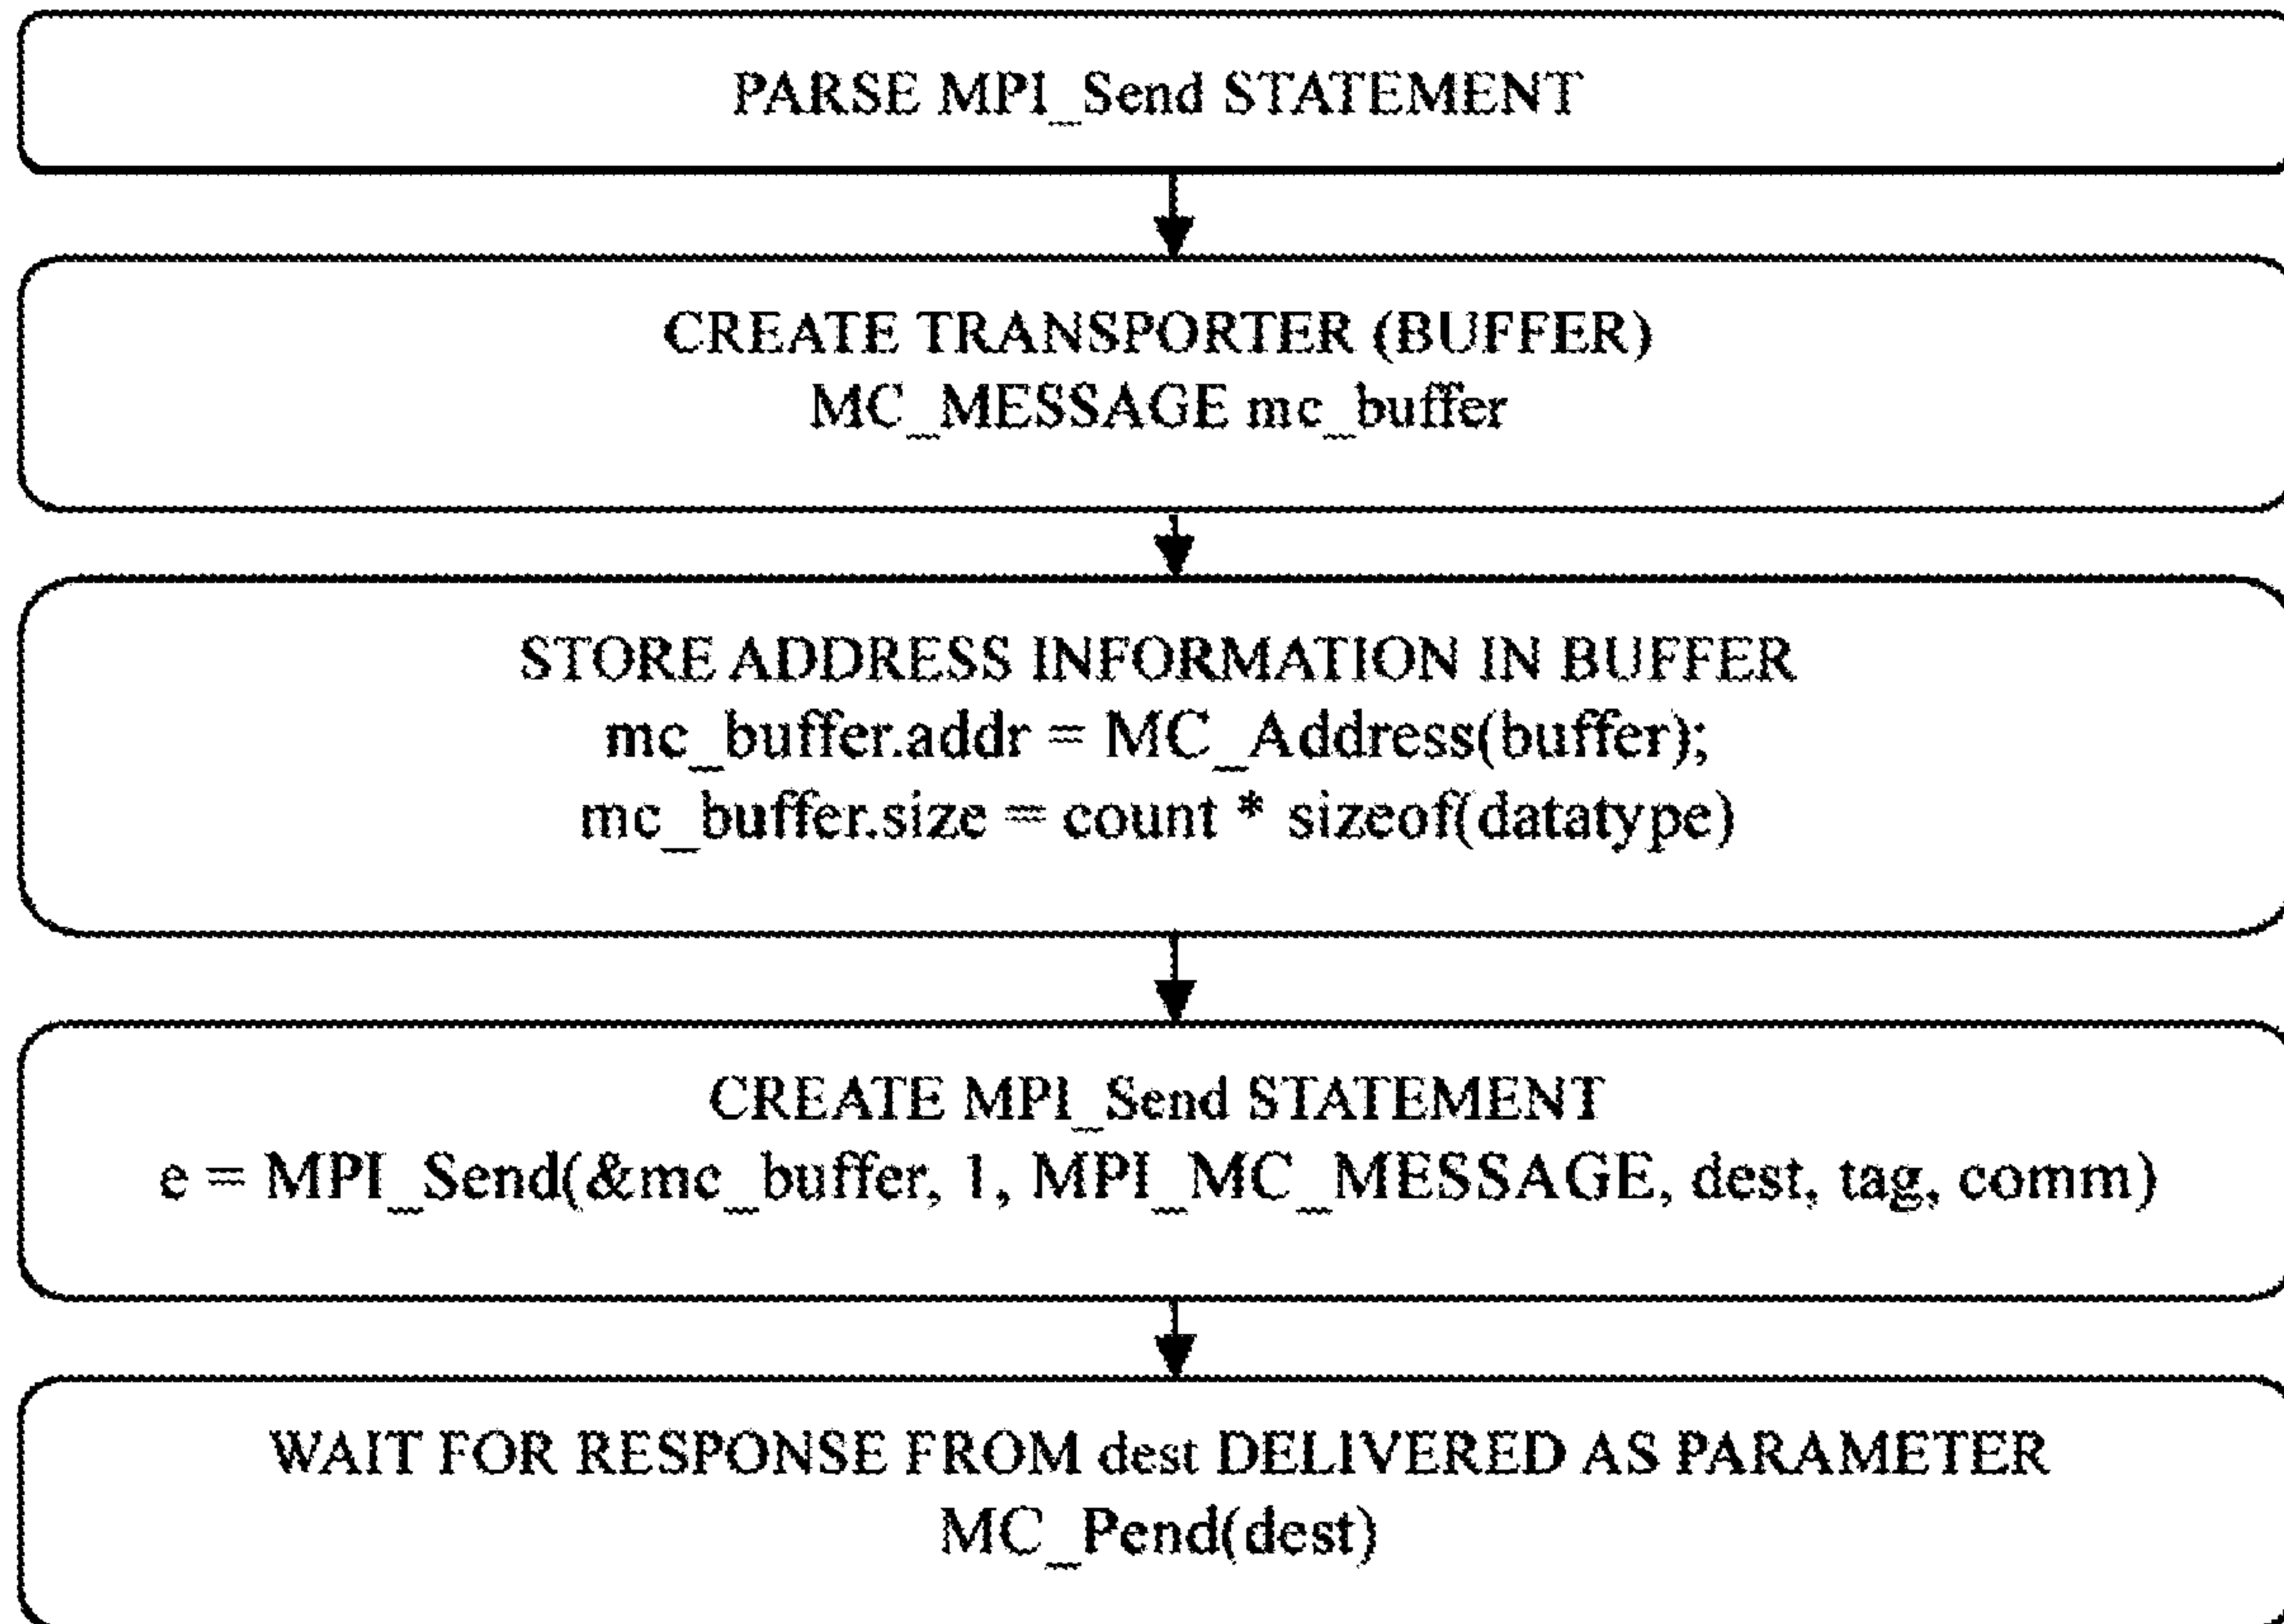 PARSE MPI_Send STATEMENT
CREATE TRANSPORTER (BUFFER)
MC_MESSAGE mc_buffer
STORE ADDRESS INFORMATION IN BUFFER
mc_buffer.addr = MC_Address(buffer);
mc_buffer.size = count * sizeof(datatype)
CREATE MPI_Send STATEMENT
e = MPI_Send(&mc_buffer, 1, MPI_MC_MESSAGE, dest, tag, comm)
WAIT FOR RESPONSE FROM dest DELIVERED AS PARAMETER
MC_Pend(dest)